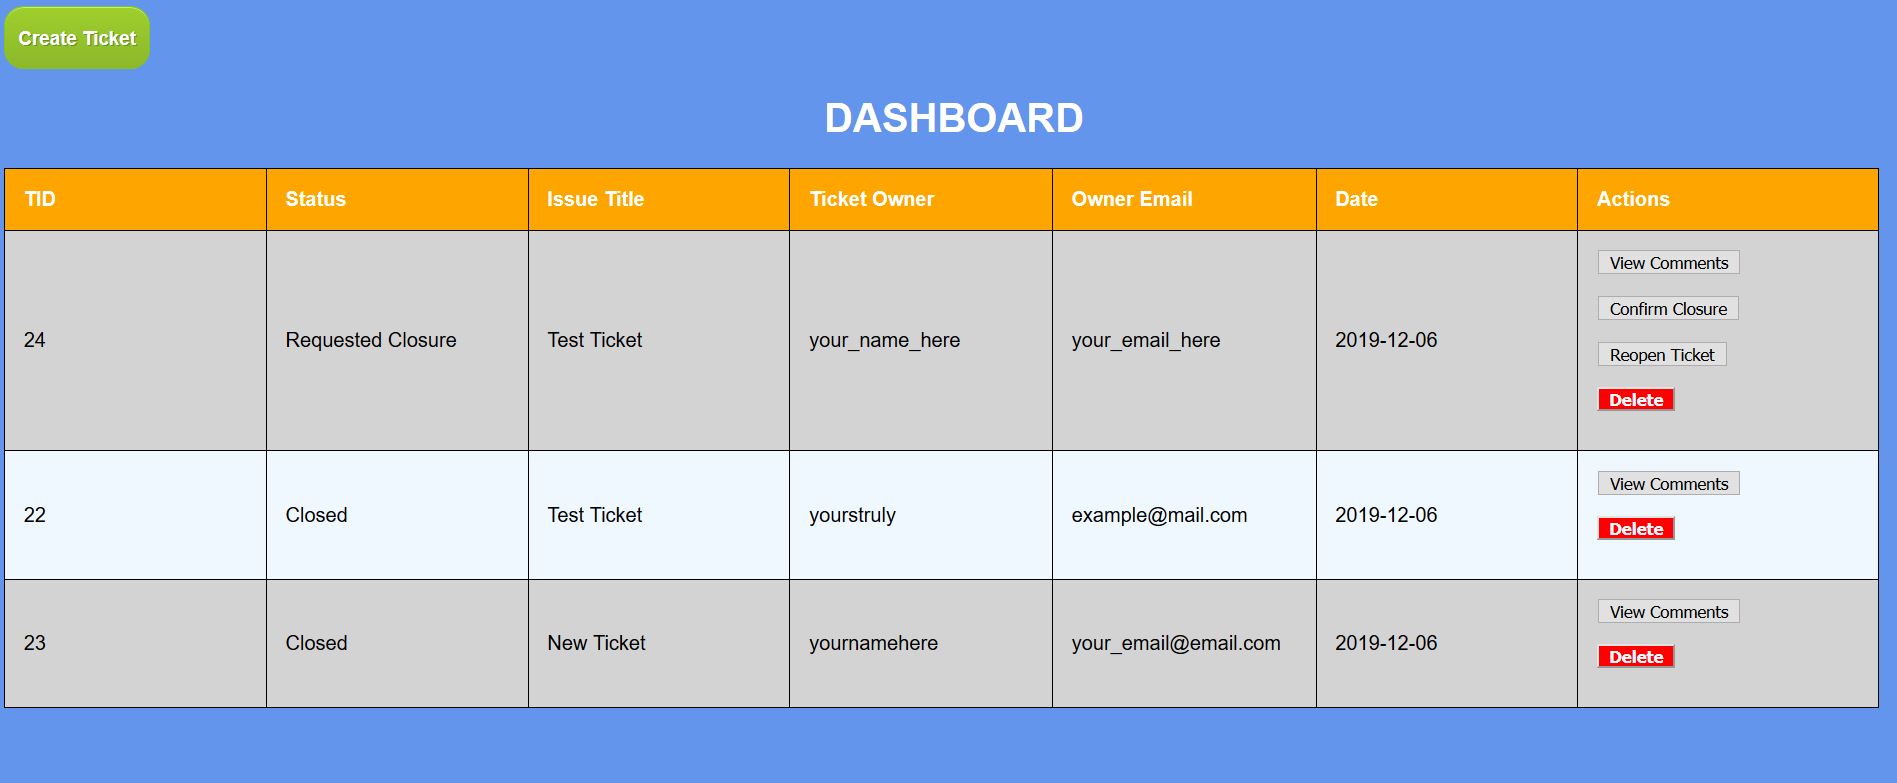 Create Ticket
DASHBOARD
TID Status Issue Title Ticket Owner Owner Email Date Actions
View Comments
Confirm Closure
24 Requested Closure Test Ticket your_name_here your_email_here 2019-12-06
Reopen Ticket
Delete
View Comments
22 Closed Test Ticket yourstruly example@mail.com 2019-12-06
Delete
View Comments
23 Closed New Ticket yournamehere your_email@email.com 2019-12-06
Delete